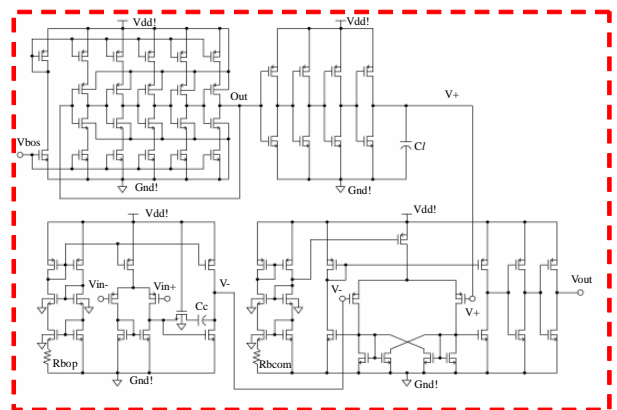 Vdd!
Vdd!
Out
V+
Vbos
Cl
Gnd!
Gnd!
Vdd!
Vdd!
Vin-
Vin+
V-
V-
Vout
Cc
V+
Rbop
Rbcom
Gnd!
Gnd!